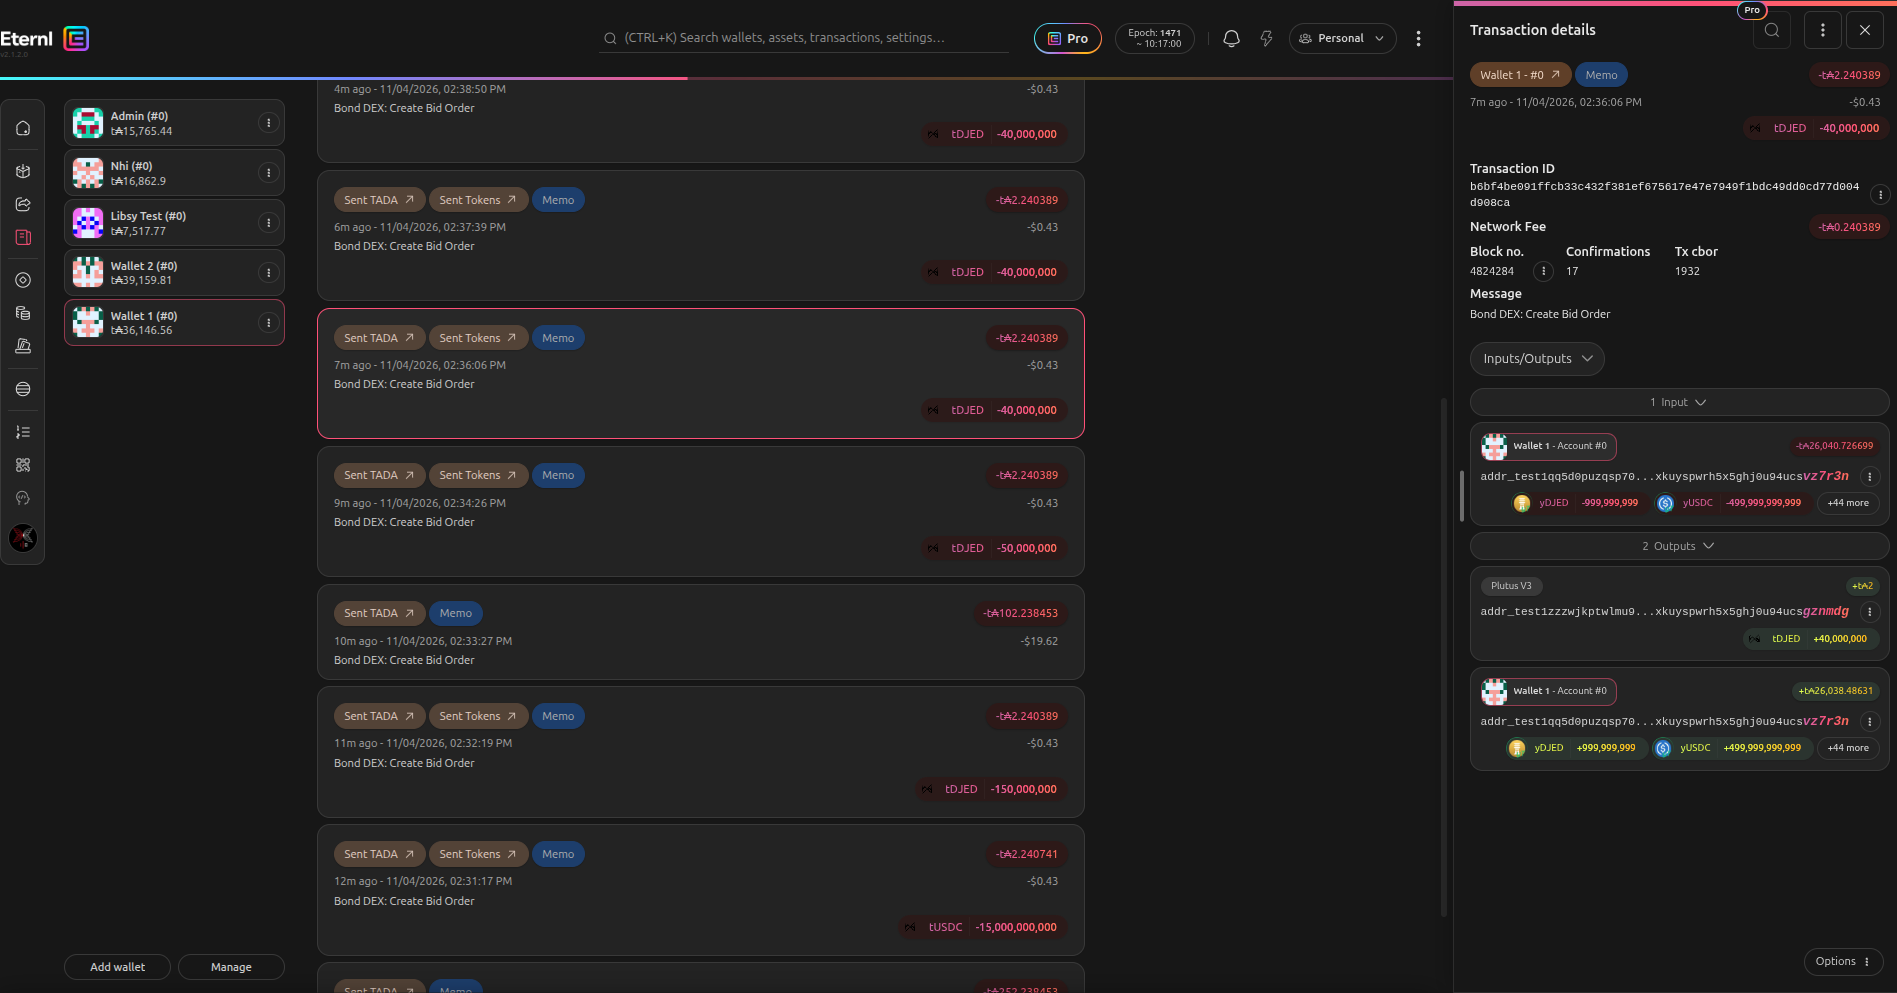 Eternl
v2.1.2.0
(CTRL+K) Search wallets, assets, transactions, settings...
Pro
Epoch: 1471
~ 10:17:00
Personal
Admin (#0)
t₳15,765.44
Nhi (#0)
t₳16,862.9
Libsy Test (#0)
t₳7,517.77
Wallet 2 (#0)
t₳39,159.81
Wallet 1 (#0)
t₳36,146.56
Add wallet
Manage
4m ago - 11/04/2026, 02:38:50 PM
-$0.43
Bond DEX: Create Bid Order
tDJED -40,000,000
Sent TADA Sent Tokens Memo
-t₳2.240389
6m ago - 11/04/2026, 02:37:39 PM
-$0.43
Bond DEX: Create Bid Order
tDJED -40,000,000
Sent TADA Sent Tokens Memo
-t₳2.240389
7m ago - 11/04/2026, 02:36:06 PM
-$0.43
Bond DEX: Create Bid Order
tDJED -40,000,000
Sent TADA Sent Tokens Memo
-t₳2.240389
9m ago - 11/04/2026, 02:34:26 PM
-$0.43
Bond DEX: Create Bid Order
tDJED -50,000,000
Sent TADA Memo
-t₳102.238453
10m ago - 11/04/2026, 02:33:27 PM
-$19.62
Bond DEX: Create Bid Order
Sent TADA Sent Tokens Memo
-t₳2.240389
11m ago - 11/04/2026, 02:32:19 PM
-$0.43
Bond DEX: Create Bid Order
tDJED -150,000,000
Sent TADA Sent Tokens Memo
-t₳2.240741
12m ago - 11/04/2026, 02:31:17 PM
-$0.43
Bond DEX: Create Bid Order
tUSDC -15,000,000,000
Sent TADA Memo
-t₳252.238453
Pro
Transaction details
Wallet 1 - #0 Memo
-t₳2.240389
7m ago - 11/04/2026, 02:36:06 PM
-$0.43
tDJED -40,000,000
Transaction ID
b6bf4be091ffcb33c432f381ef675617e47e7949f1bdc49dd0cd77d004
d908ca
Network Fee
-t₳0.240389
Block no. Confirmations Tx cbor
4824284 17 1932
Message
Bond DEX: Create Bid Order
Inputs/Outputs
1 Input
Wallet 1 - Account #0
-t₳26,040.726699
addr_test1qq5d0puzqsp70...xkuyspwrh5x5ghj0u94ucsvz7r3n
yDJED -999,999,999 yUSDC -499,999,999,999 +44 more
2 Outputs
Plutus V3
+t₳2
addr_test1zzzwjkptwlmu9...xkuyspwrh5x5ghj0u94ucsgznmdg
tDJED +40,000,000
Wallet 1 - Account #0
+t₳26,038.48631
addr_test1qq5d0puzqsp70...xkuyspwrh5x5ghj0u94ucsvz7r3n
yDJED +999,999,999 yUSDC +499,999,999,999 +44 more
Options